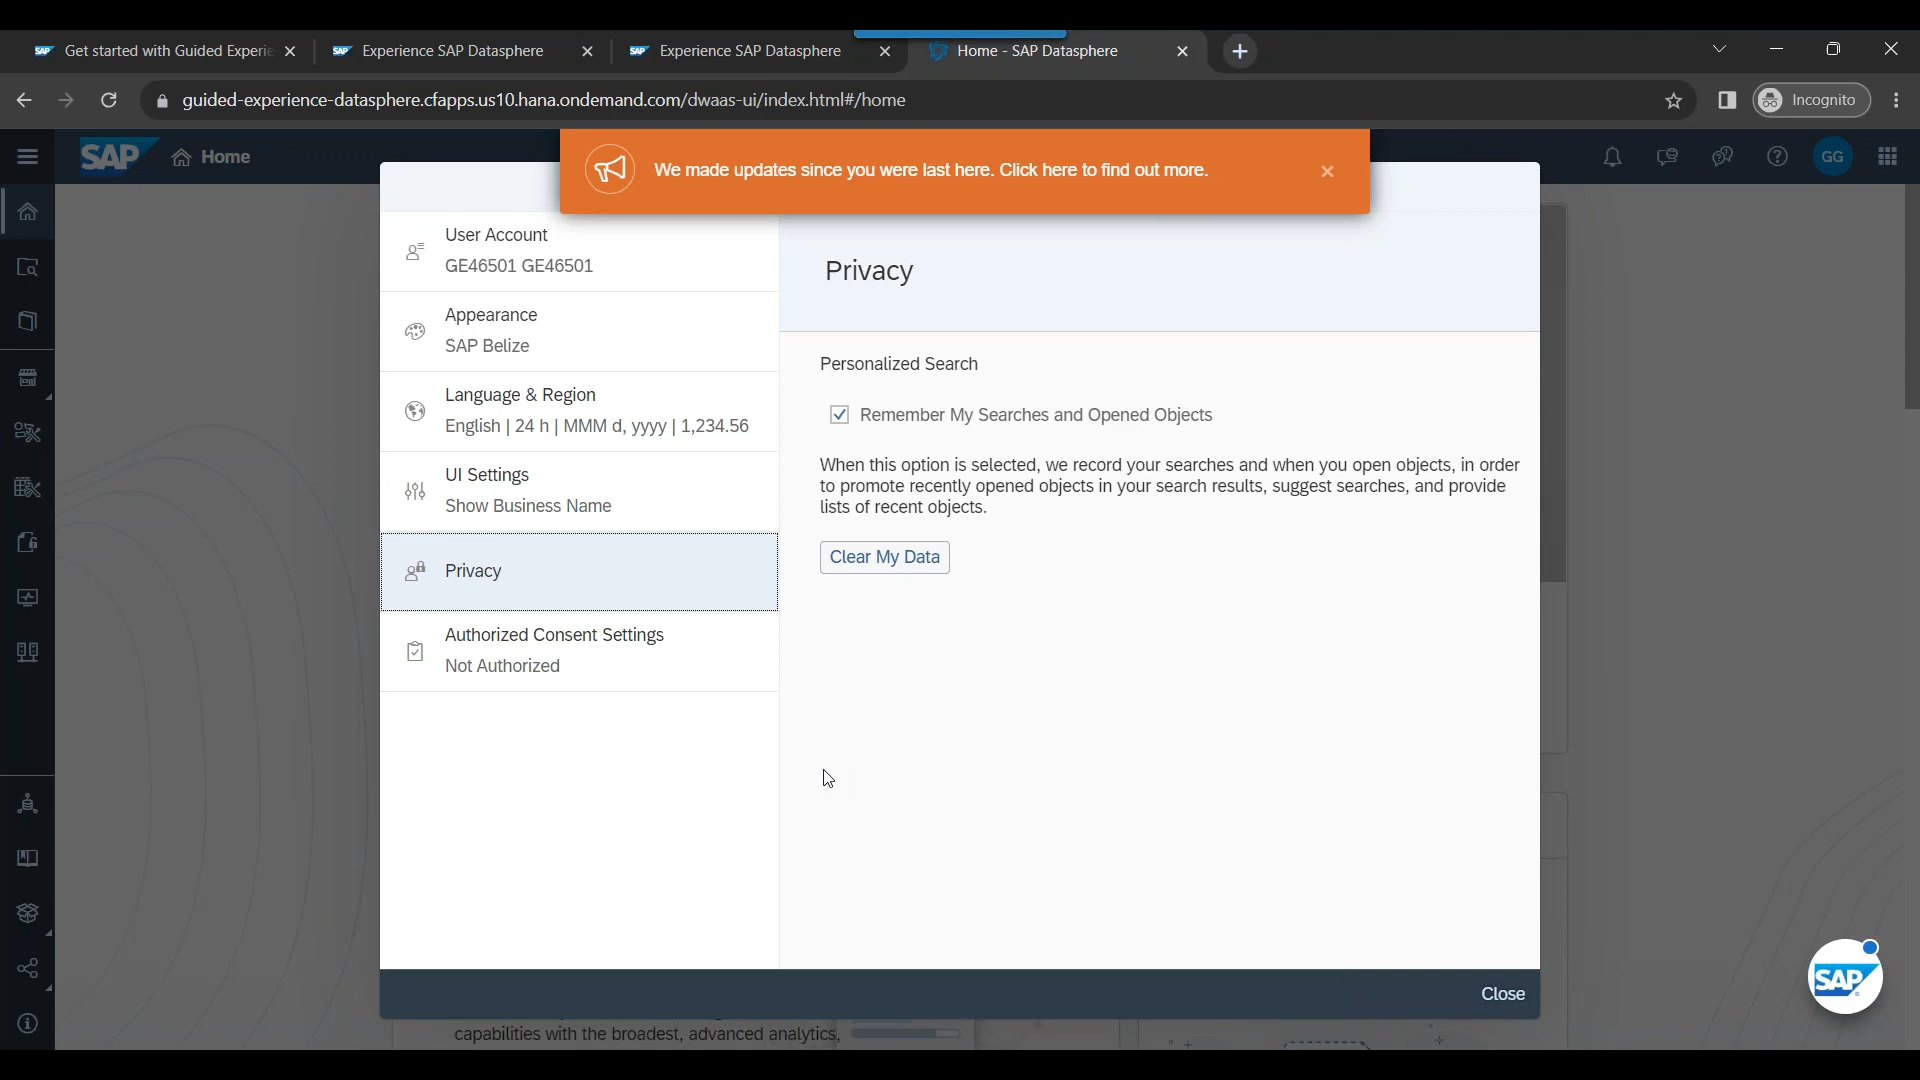 SAP Get started with Guided Experie
SAP Experience SAP Datasphere
SAP Experience SAP Datasphere
Home - SAP Datasphere
guided-experience-datasphere.cfapps.us10.hana.ondemand.com/dwaas-ui/index.html#/home
Incognito
SAP Home
We made updates since you were last here. Click here to find out more.
GG
User Account
GE46501 GE46501
Appearance
SAP Belize
Language & Region
English | 24 h | MMM d, yyyy | 1,234.56
UI Settings
Show Business Name
Privacy
Authorized Consent Settings
Not Authorized
Privacy
Personalized Search
Remember My Searches and Opened Objects
When this option is selected, we record your searches and when you open objects, in order
to promote recently opened objects in your search results, suggest searches, and provide
lists of recent objects.
Clear My Data
Close
SAP
capabilities with the broadest, advanced analytics,